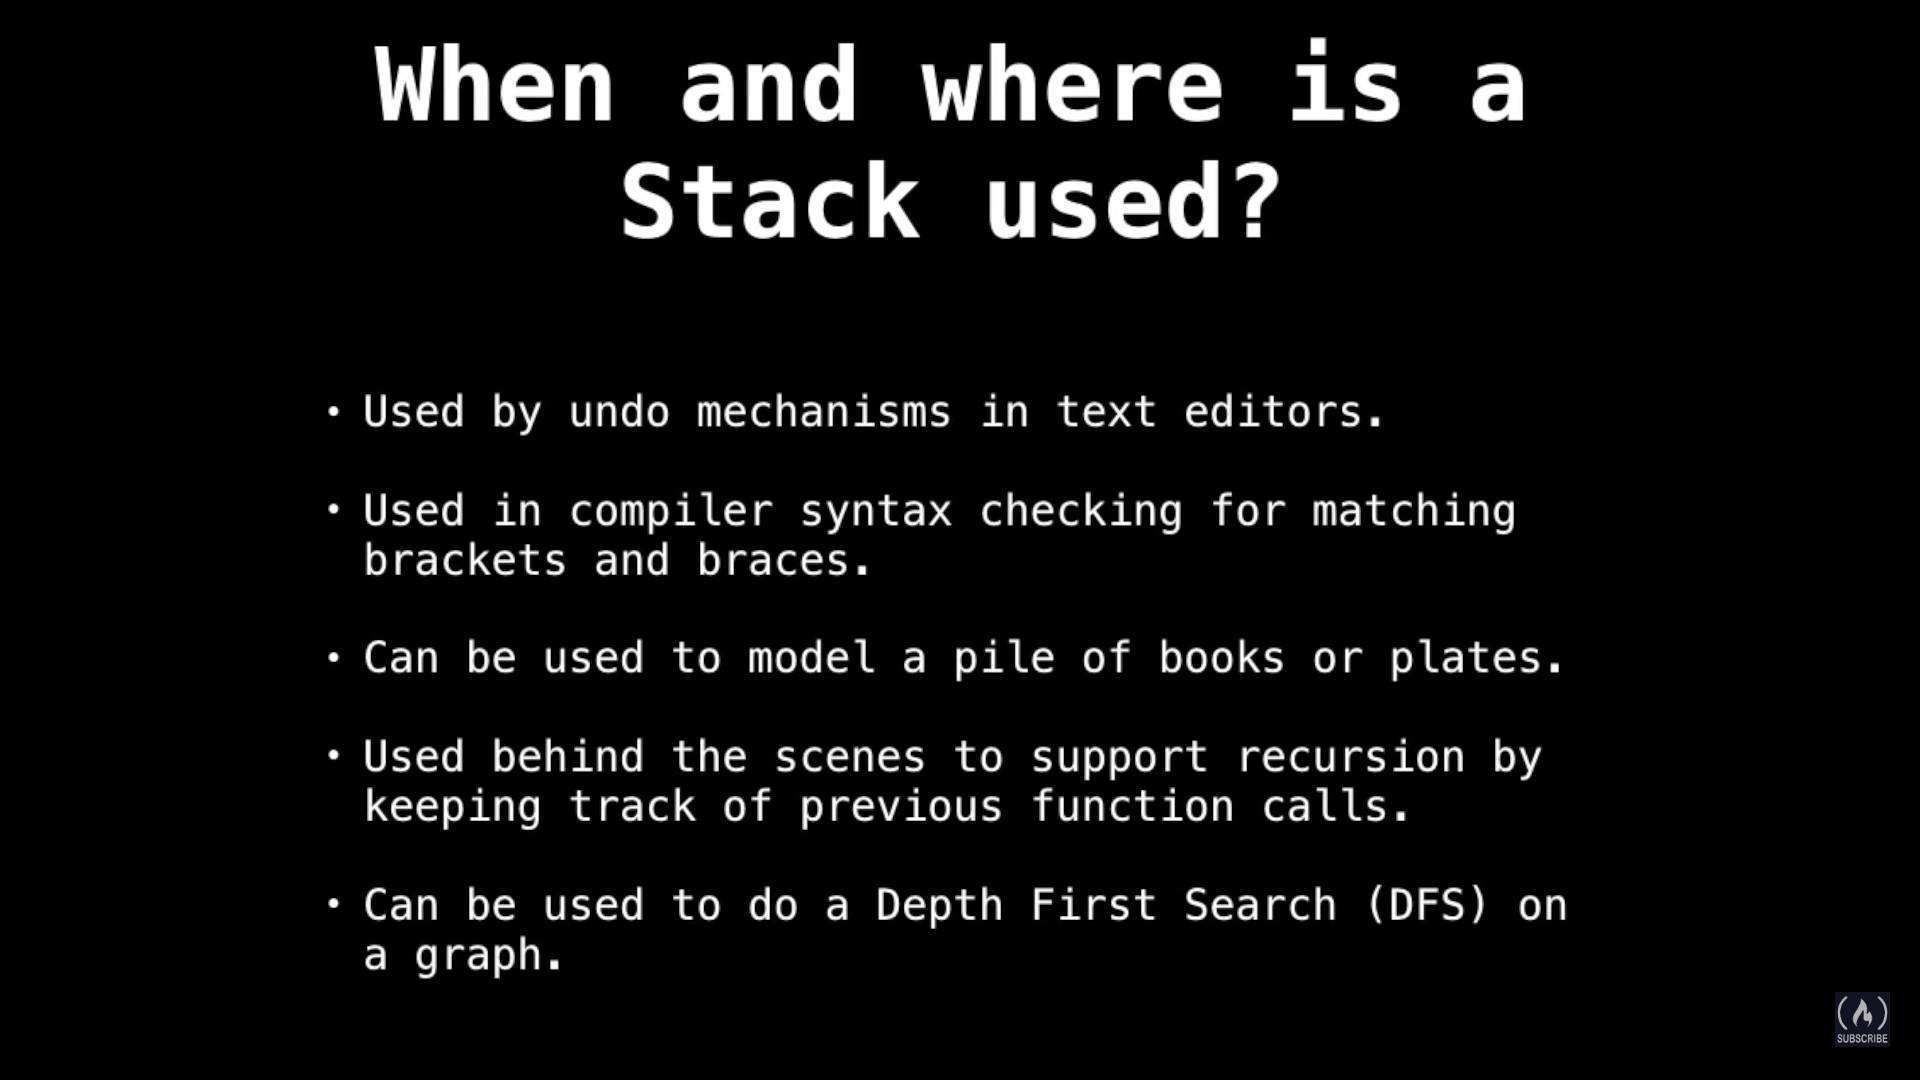 When and where is a
Stack used?
• Used by undo mechanisms in text editors.
• Used in compiler syntax checking for matching
brackets and braces.
• Can be used to model a pile of books or plates.
• Used behind the scenes to support recursion by
keeping track of previous function calls.
• Can be used to do a Depth First Search (DFS) on
a graph.
SUBSCRIBE